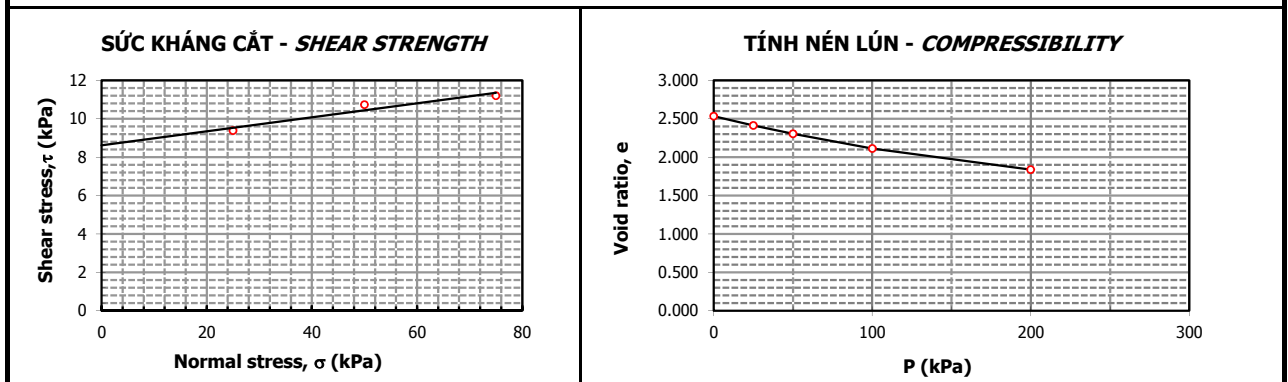 SỨC KHÁNG CẮT - SHEAR STRENGTH
12
10
8
6
4
2
0
0 20 40 60 80
Shear stress,τ (kPa)
Normal stress, σ (kPa)
TÍNH NÉN LÚN - COMPRESSIBILITY
3.000
2.500
2.000
1.500
1.000
0.500
0.000
0 100 200 300
Void ratio, e
P (kPa)